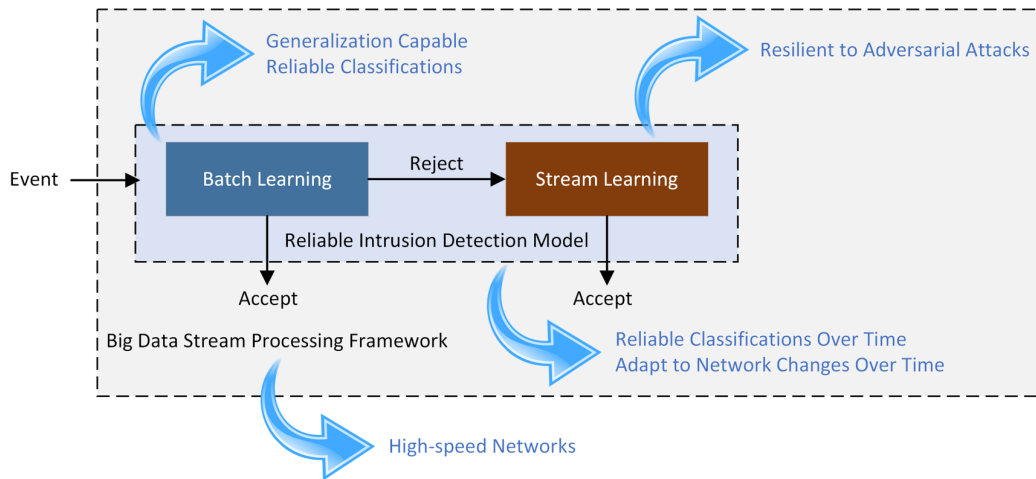 Generalization Capable
Reliable Classifications
Resilient to Adversarial Attacks
Event
Batch Learning
Reject
Stream Learning
Reliable Intrusion Detection Model
Accept
Accept
Big Data Stream Processing Framework
Reliable Classifications Over Time
Adapt to Network Changes Over Time
High-speed Networks